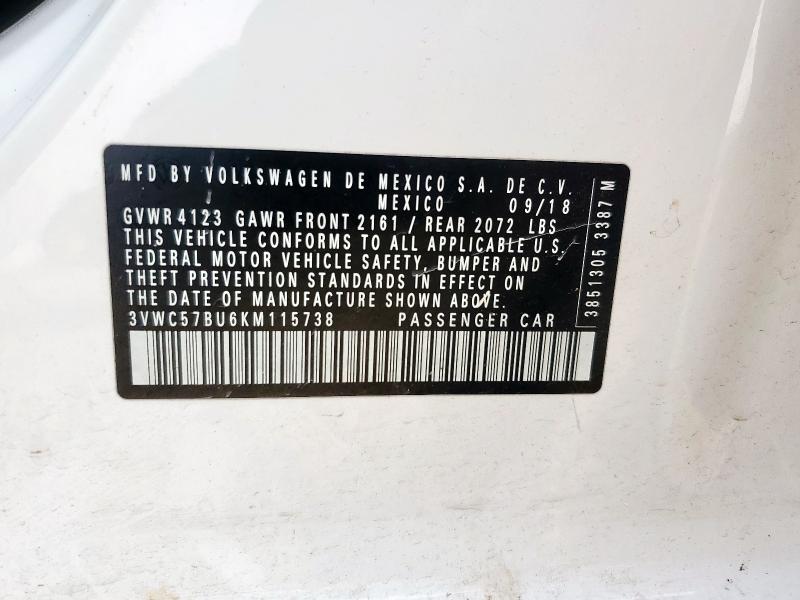 MFD BY VOLKSWAGEN DE MEXICO S.A. DE C.V.
MEXICO 09/18
GVWR 4123 GAWR FRONT 2161 / REAR 2072 LBS
THIS VEHICLE CONFORMS TO ALL APPLICABLE U.S.
FEDERAL MOTOR VEHICLE SAFETY, BUMPER AND
THEFT PREVENTION STANDARDS IN EFFECT ON
THE DATE OF MANUFACTURE SHOWN ABOVE.
3VWC57BU6KM115738 PASSENGER CAR
3851305 3387 M